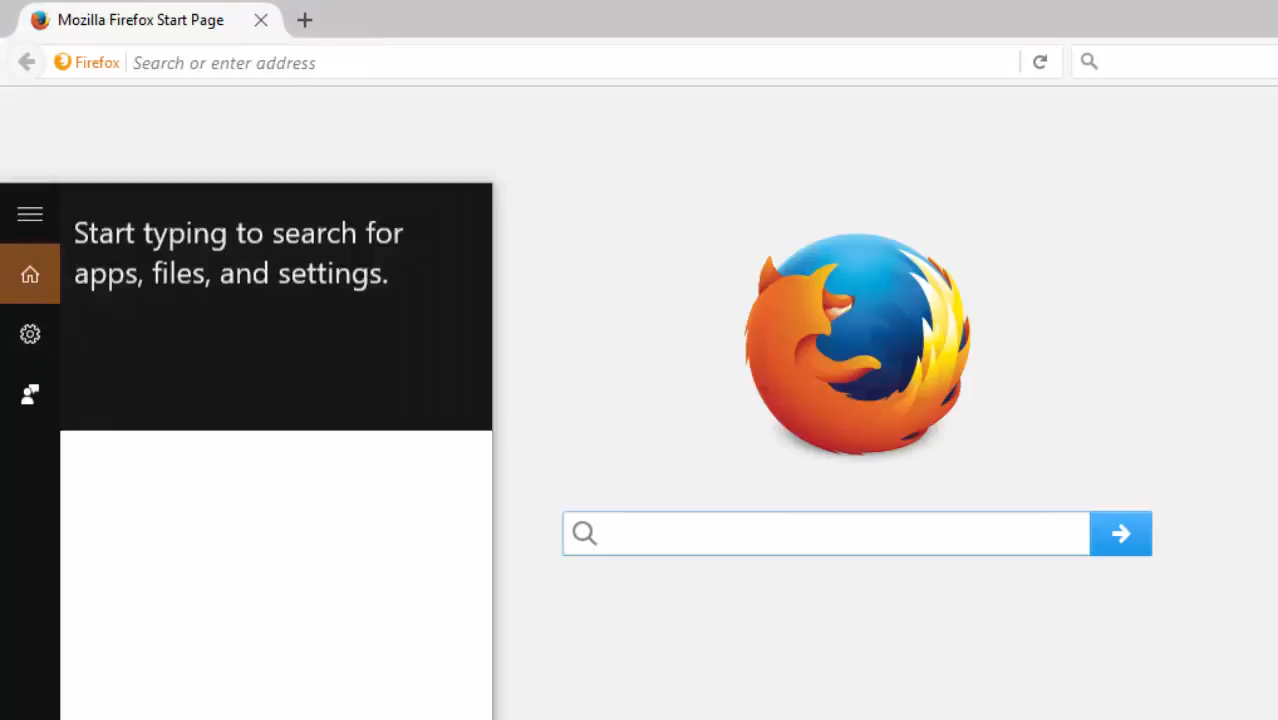 Mozilla Firefox Start Page
Firefox
Search or enter address
Start typing to search for
apps, files, and settings.